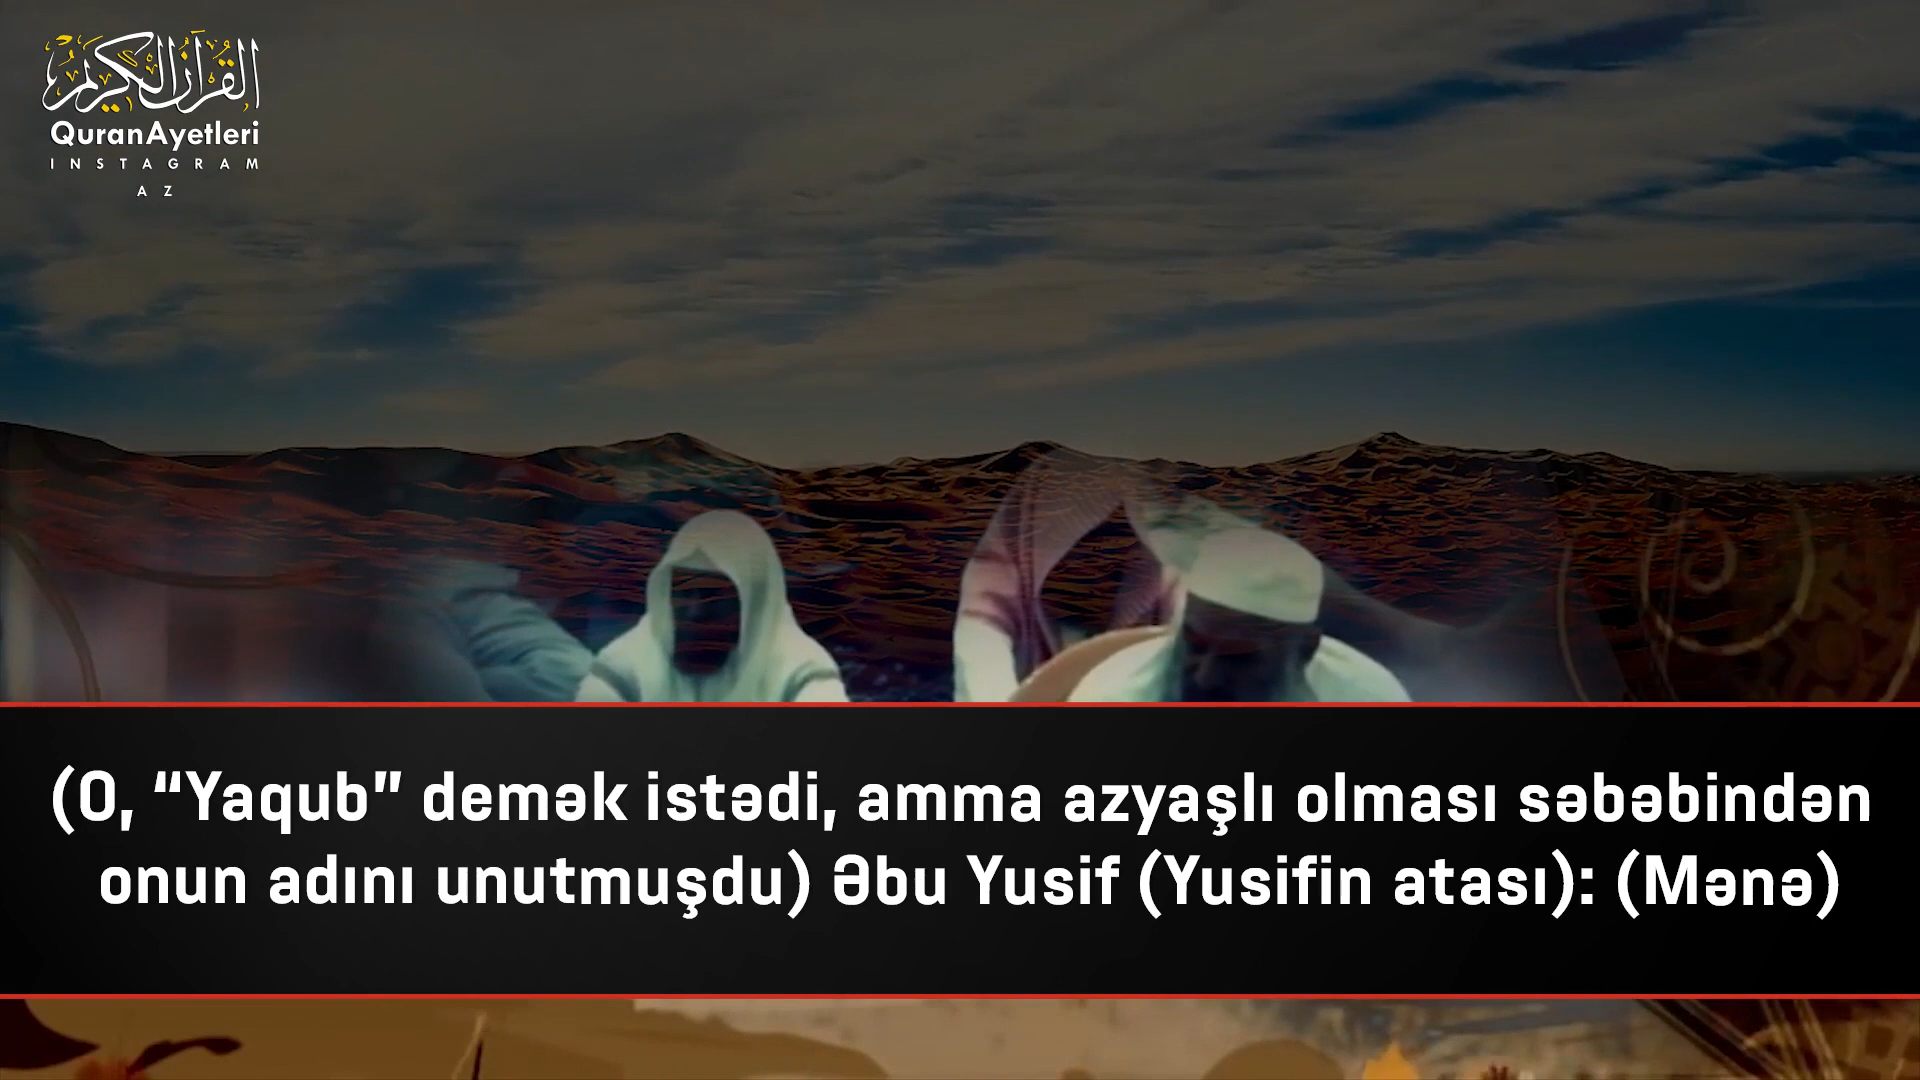 القرآن الكريم
QuranAyetleri
INSTAGRAM
AZ
(O, “Yaqub” demək istədi, amma azyaşlı olması səbəbindən
onun adını unutmuşdu) Əbu Yusif (Yusifin atası): (Mənə)